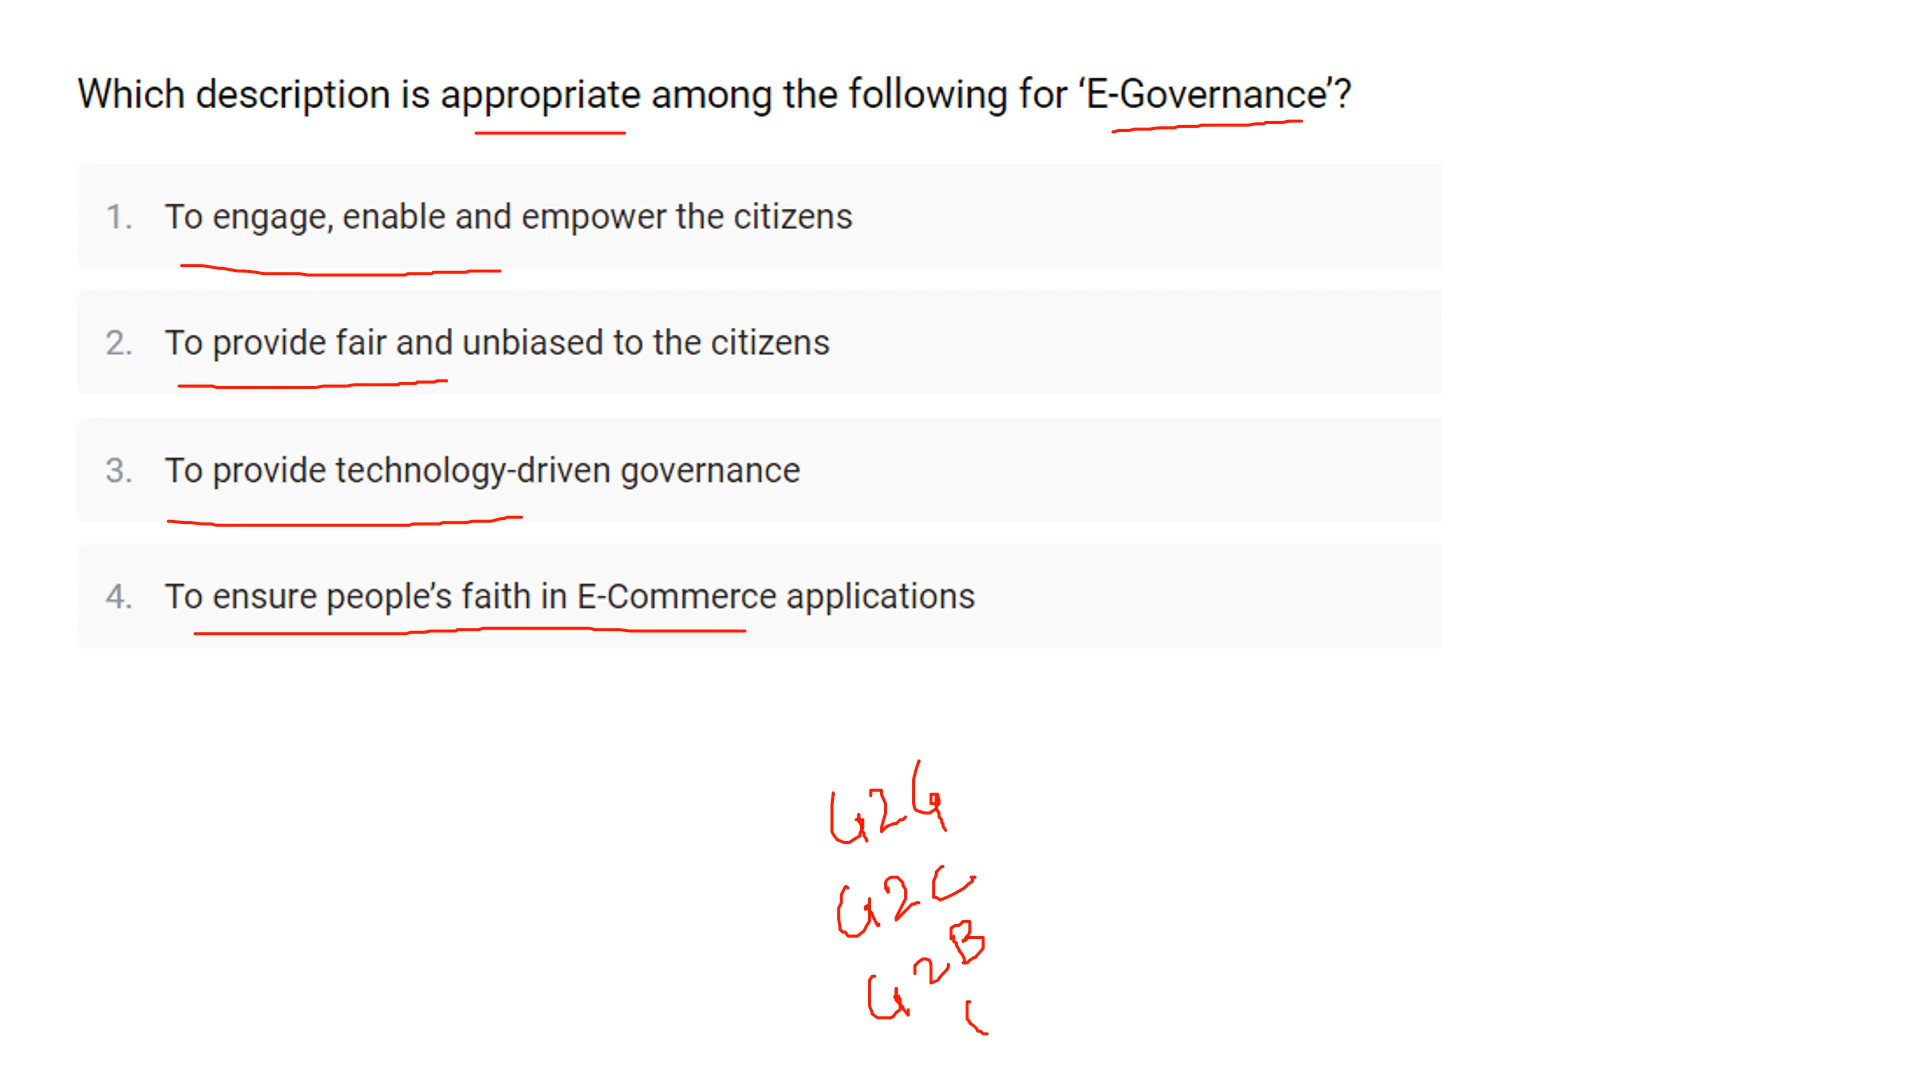 Which description is appropriate among the following for ‘E-Governance’?
1. To engage, enable and empower the citizens
2. To provide fair and unbiased to the citizens
3. To provide technology-driven governance
4. To ensure people’s faith in E-Commerce applications
G2G
G2C
G2B